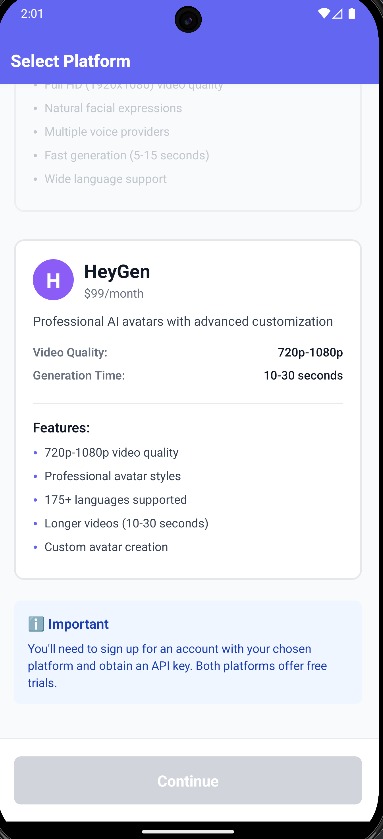 2:01
Select Platform
• Full HD (1920x1080) video quality
• Natural facial expressions
• Multiple voice providers
• Fast generation (5-15 seconds)
• Wide language support
H
HeyGen
$99/month
Professional AI avatars with advanced customization
Video Quality: 720p-1080p
Generation Time: 10-30 seconds
Features:
• 720p-1080p video quality
• Professional avatar styles
• 175+ languages supported
• Longer videos (10-30 seconds)
• Custom avatar creation
ℹ️ Important
You'll need to sign up for an account with your chosen
platform and obtain an API key. Both platforms offer free
trials.
Continue